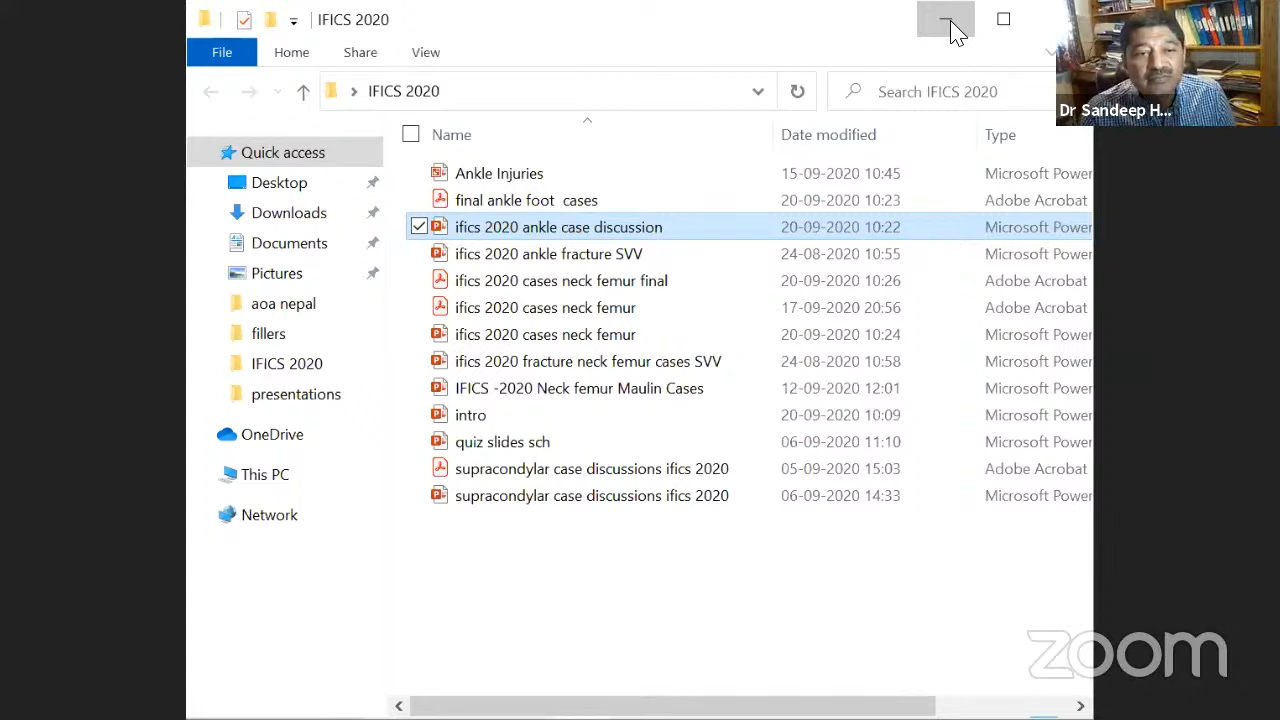 IFICS 2020
File Home Share View
IFICS 2020 Search IFICS 2020
Dr Sandeep H...
Name Date modified Type
Quick access
Desktop
Downloads
Documents
Pictures
aoa nepal
fillers
IFICS 2020
presentations
OneDrive
This PC
Network
Ankle Injuries 15-09-2020 10:45 Microsoft Power
final ankle foot cases 20-09-2020 10:23 Adobe Acrobat
ifics 2020 ankle case discussion 20-09-2020 10:22 Microsoft Power
ifics 2020 ankle fracture SVV 24-08-2020 10:55 Microsoft Power
ifics 2020 cases neck femur final 20-09-2020 10:26 Adobe Acrobat
ifics 2020 cases neck femur 17-09-2020 20:56 Adobe Acrobat
ifics 2020 cases neck femur 20-09-2020 10:24 Microsoft Power
ifics 2020 fracture neck femur cases SVV 24-08-2020 10:58 Microsoft Power
IFICS -2020 Neck femur Maulin Cases 12-09-2020 12:01 Microsoft Power
intro 20-09-2020 10:09 Microsoft Power
quiz slides sch 06-09-2020 11:10 Microsoft Power
supracondylar case discussions ifics 2020 05-09-2020 15:03 Adobe Acrobat
supracondylar case discussions ifics 2020 06-09-2020 14:33 Microsoft Power
zoom